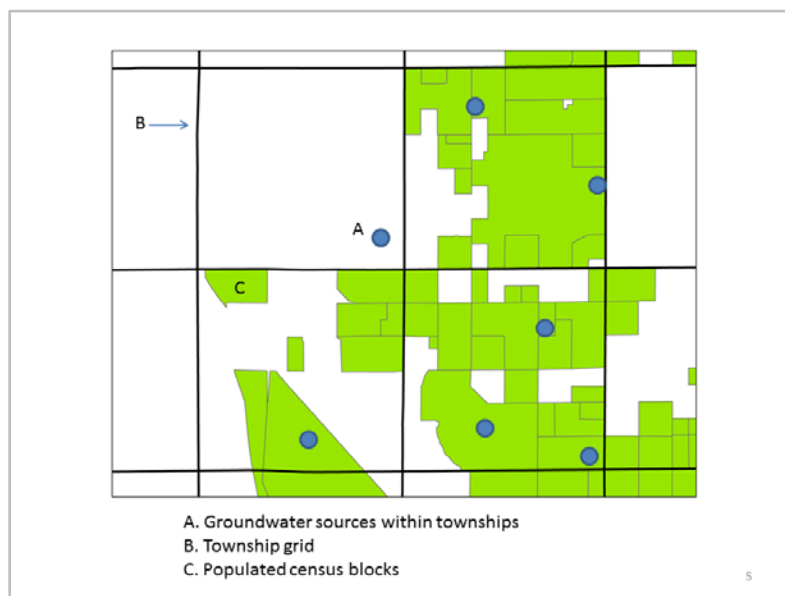 B
A
C
A. Groundwater sources within townships
B. Township grid
C. Populated census blocks
5